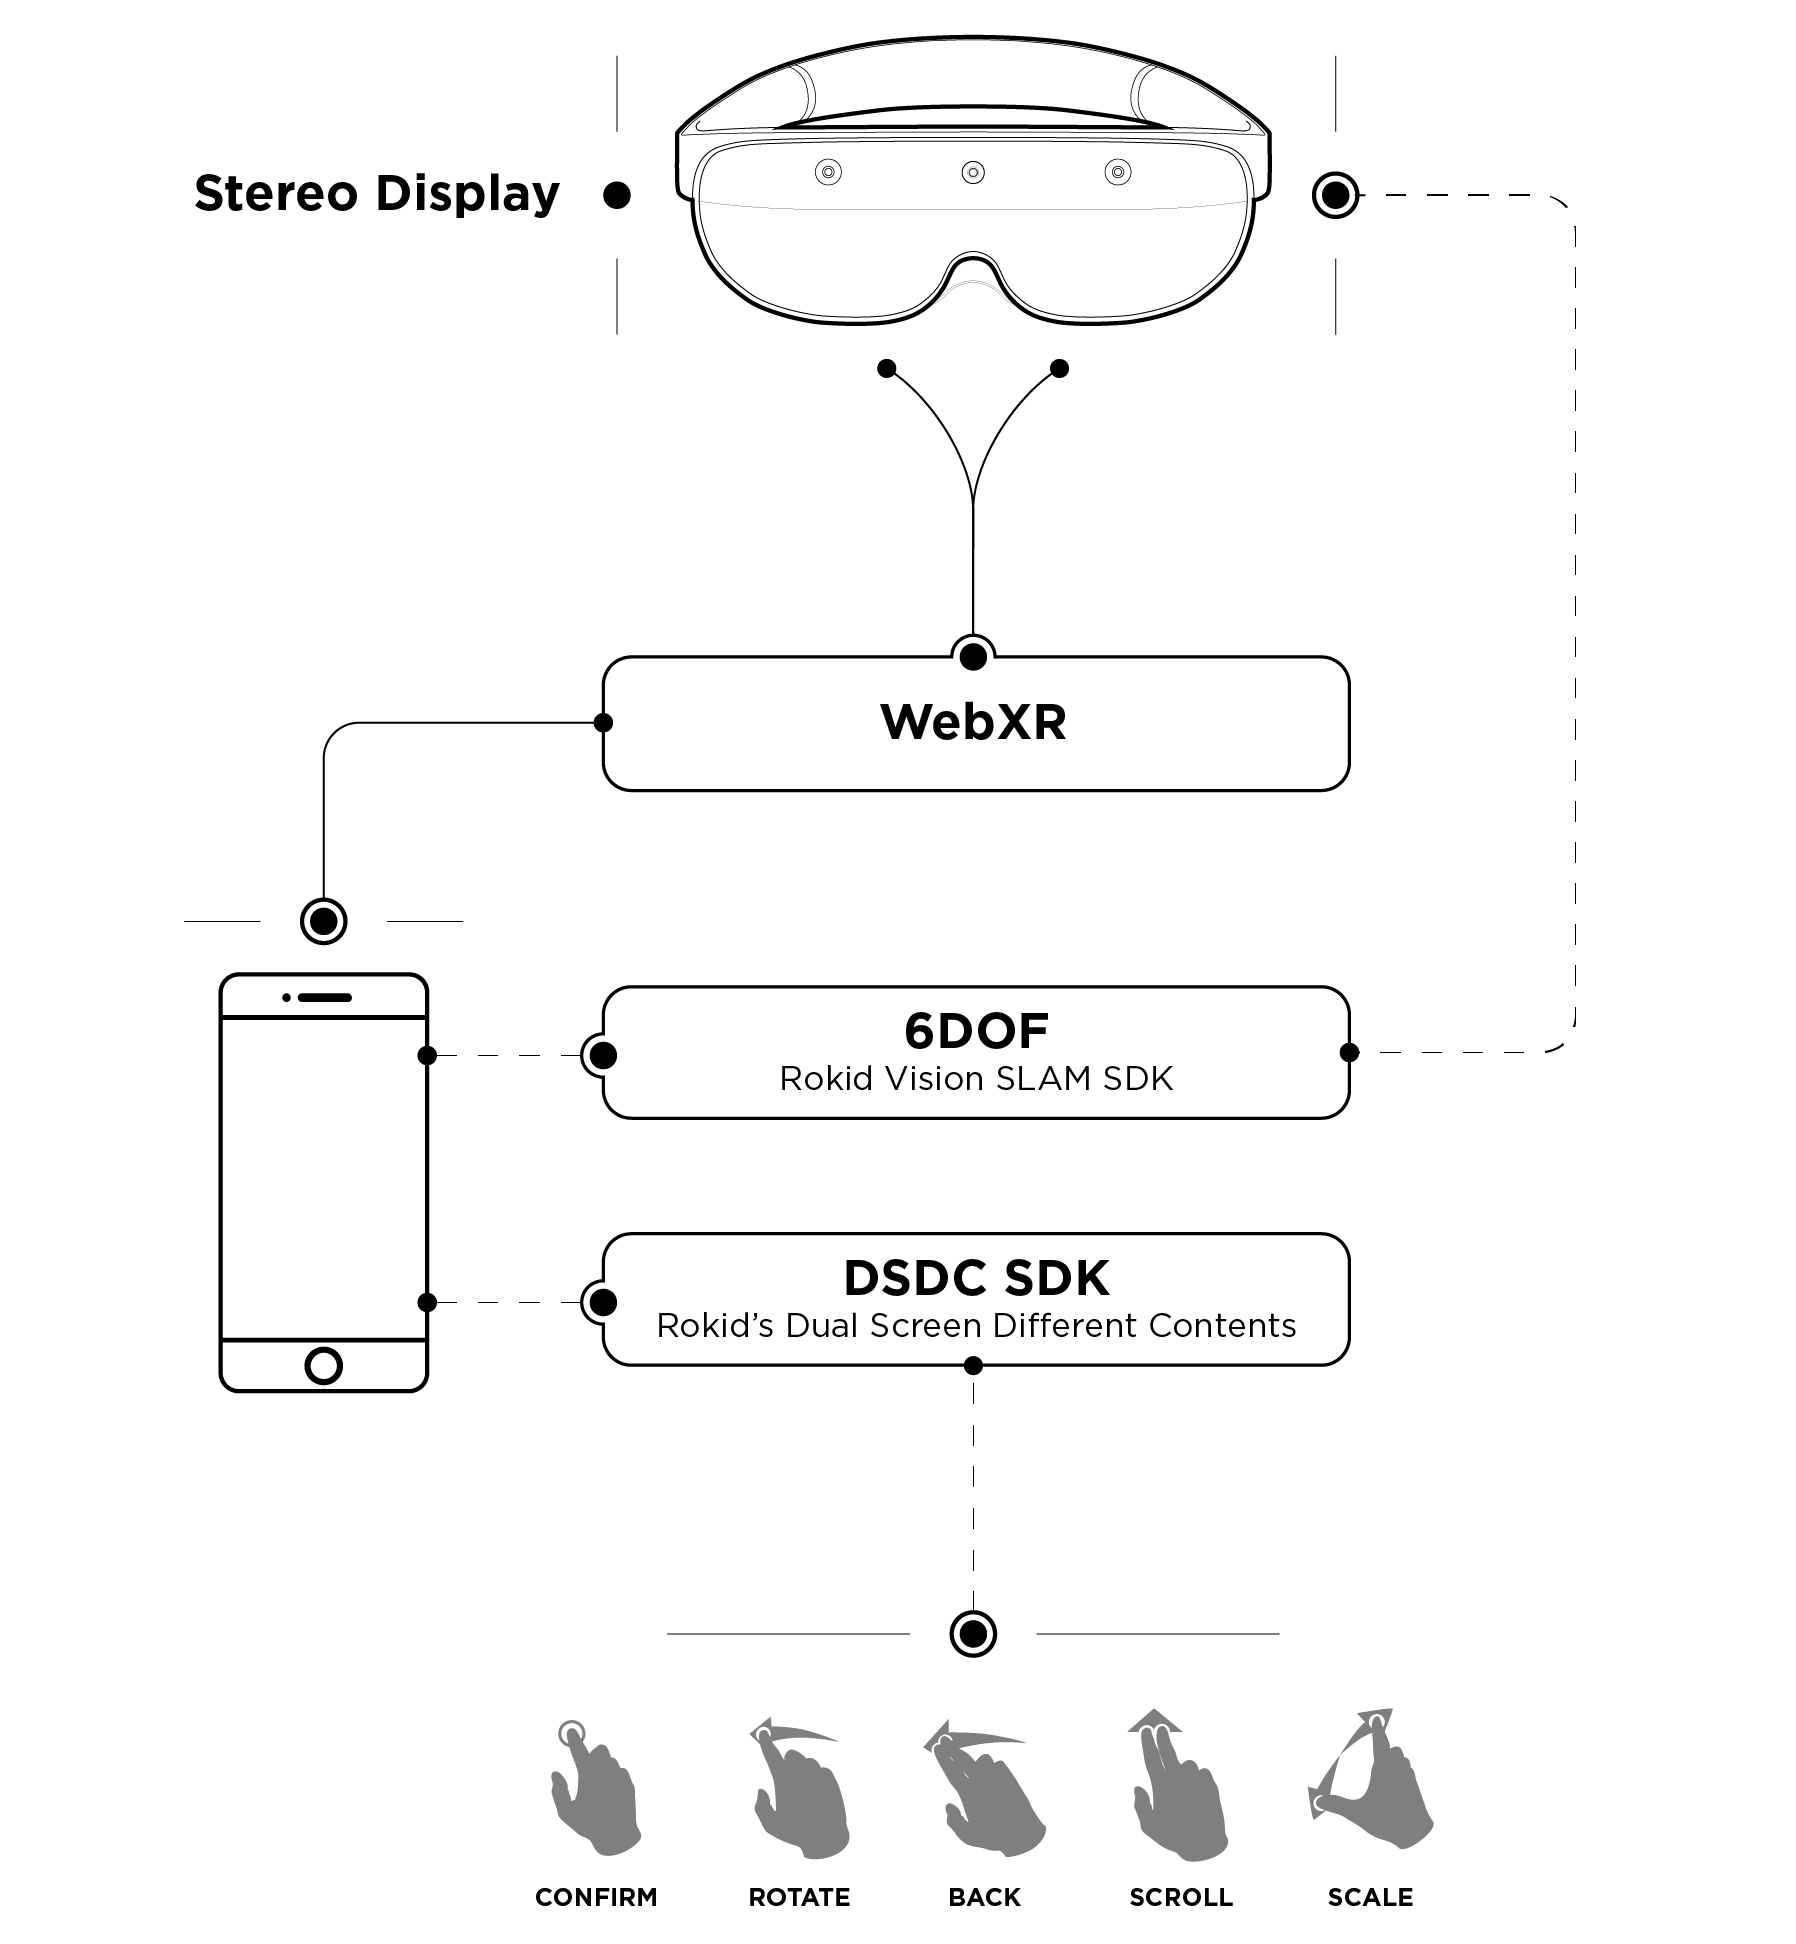 Stereo Display
WebXR
6DOF
Rokid Vision SLAM SDK
DSDC SDK
Rokid’s Dual Screen Different Contents
CONFIRM
ROTATE
BACK
SCROLL
SCALE